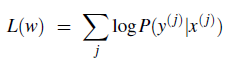 L(w) = ∑_j log P(y^(j)|x^(j))